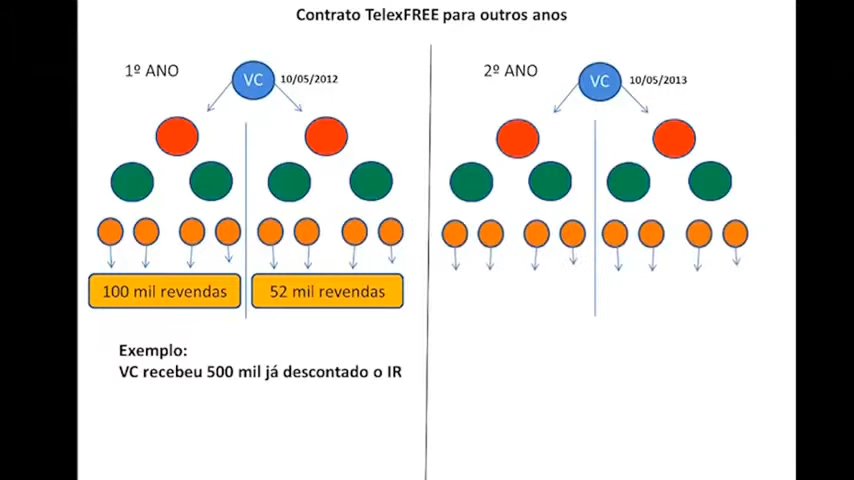 Contrato TelexFREE para outros anos
1º ANO
VC
10/05/2012
100 mil revendas
52 mil revendas
Exemplo:
VC recebeu 500 mil já descontado o IR
2º ANO
VC
10/05/2013